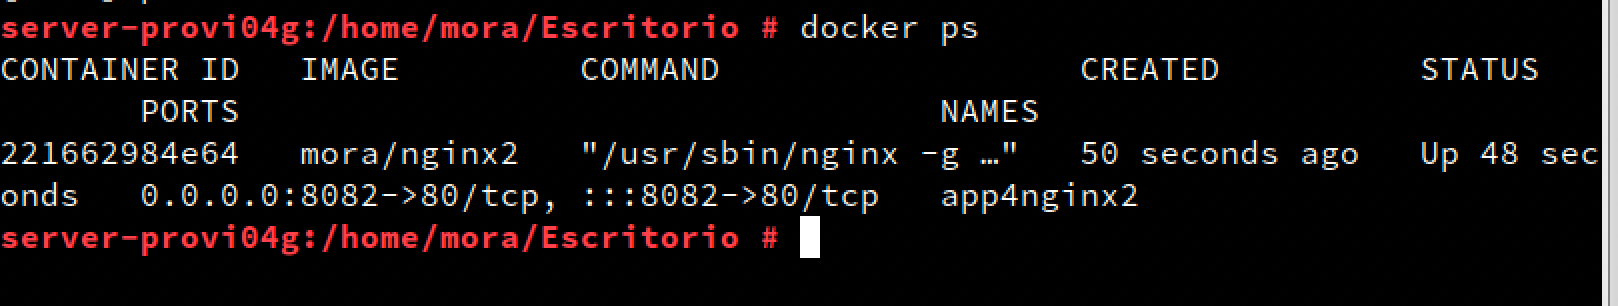 server-provi04g:/home/mora/Escritorio # docker ps
CONTAINER ID   IMAGE         COMMAND                  CREATED          STATUS
       PORTS                                   NAMES
221662984e64   mora/nginx2   "/usr/sbin/nginx -g …"   50 seconds ago   Up 48 sec
onds   0.0.0.0:8082->80/tcp, :::8082->80/tcp   app4nginx2
server-provi04g:/home/mora/Escritorio #